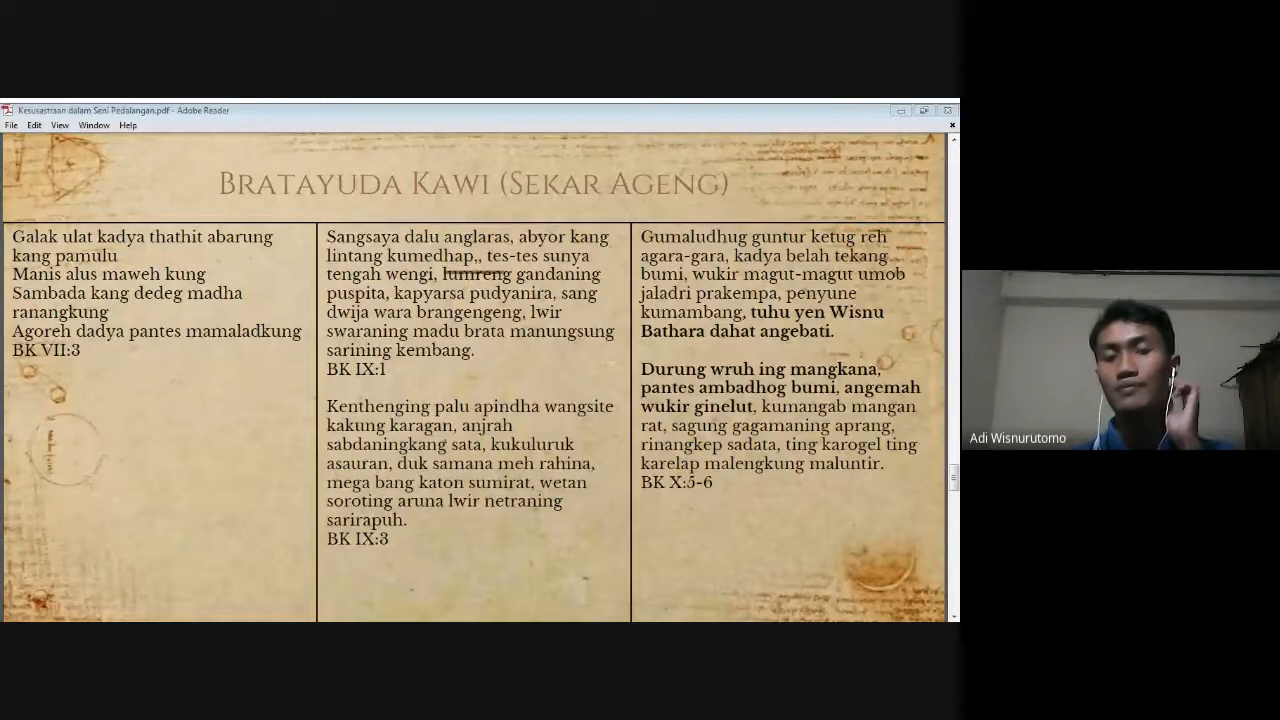 Kesusastraan dalam Seni Pedalangan.pdf - Adobe Reader
File Edit View Window Help
BRATAYUDA KAWI (SEKAR AGENG)
Galak ulat kadya thathit abarung
kang pamulu
Manis alus maweh kung
Sambada kang dedeg madha
ranangkung
Agoreh dadya pantes mamaladkung
BK VII:3
Sangsaya dalu anglaras, abyor kang
lintang kumedhap,, tes-tes sunya
tengah wengi, lumreng gandaning
puspita, kapyarsa pudyanira, sang
dwija wara brangengeng, lwir
swaraning madu brata manungsung
sarining kembang.
BK IX:1
Kenthenging palu apindha wangsite
kakung karagan, anjrah
sabdaningkang sata, kukuluruk
asauran, duk samana meh rahina,
mega bang katon sumirat, wetan
soroting aruna lwir netraning
sarirapuh.
BK IX:3
Gumaludhug guntur ketug reh
agara-gara, kadya belah tekang
bumi, wukir magut-magut umob
jaladri prakempa, penyune
kumambang, tuhu yen Wisnu
Bathara dahat angebati.
Durung wruh ing mangkana,
pantes ambadhog bumi, angemah
wukir ginelut, kumangab mangan
rat, sagung gagamaning aprang,
rinangkep sadata, ting karogel ting
karelap malengkung maluntir.
BK X:5-6
Adi Wisnurutomo